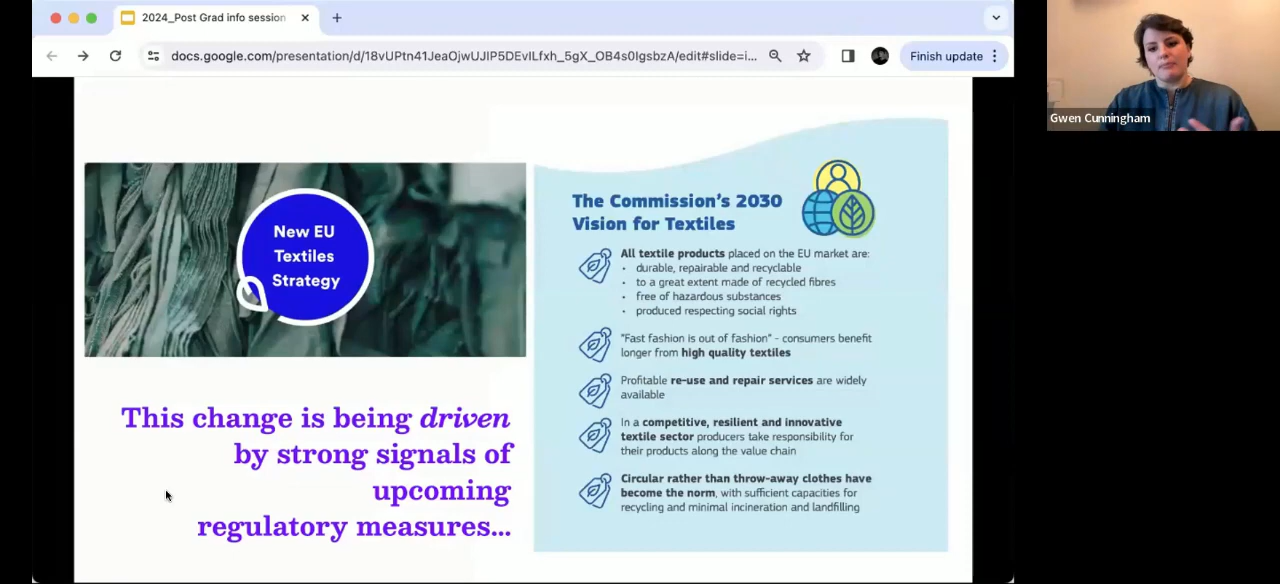 2024_Post Grad info session
docs.google.com/presentation/d/18vUPtn41JeaOjwUJIP5DEvILfxh_5gX_OB4s0IgsbzA/edit#slide=i...
Finish update
Gwen Cunningham
New EU
Textiles
Strategy
This change is being driven
by strong signals of
upcoming
regulatory measures...
The Commission's 2030
Vision for Textiles
All textile products placed on the EU market are:
• durable, repairable and recyclable
• to a great extent made of recycled fibres
• free of hazardous substances
• produced respecting social rights
"Fast fashion is out of fashion" - consumers benefit
longer from high quality textiles
Profitable re-use and repair services are widely
available
In a competitive, resilient and innovative
textile sector producers take responsibility for
their products along the value chain
Circular rather than throw-away clothes have
become the norm, with sufficient capacities for
recycling and minimal incineration and landfilling